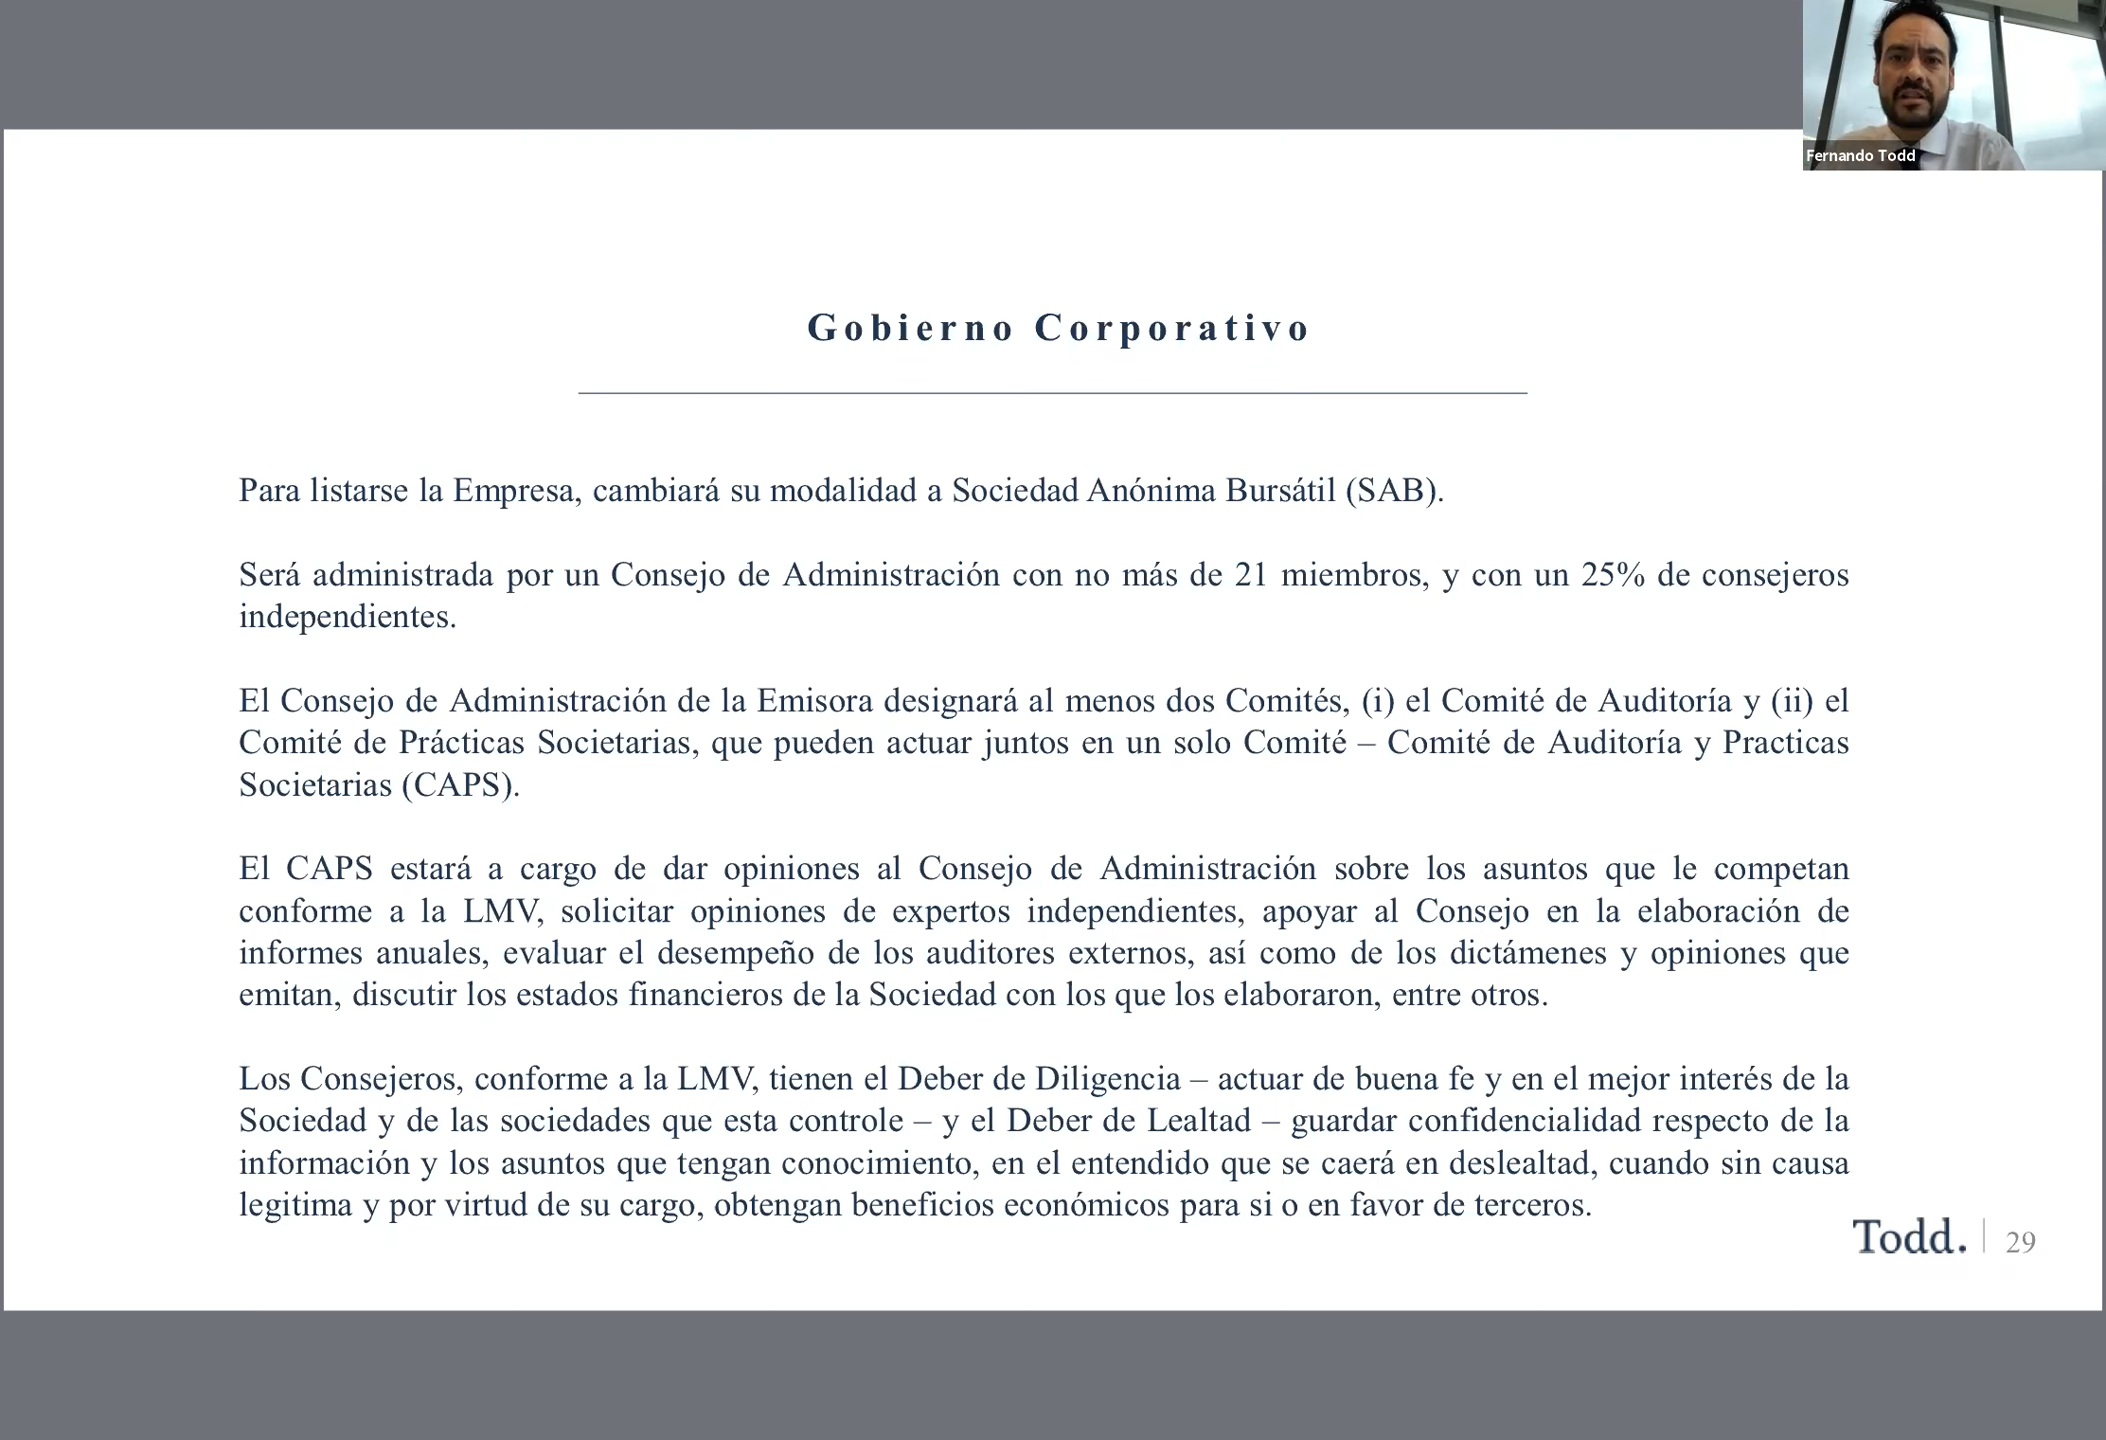 Fernando Todd
Gobierno Corporativo
Para listarse la Empresa, cambiará su modalidad a Sociedad Anónima Bursátil (SAB).
Será administrada por un Consejo de Administración con no más de 21 miembros, y con un 25% de consejeros
independientes.
El Consejo de Administración de la Emisora designará al menos dos Comités, (i) el Comité de Auditoría y (ii) el
Comité de Prácticas Societarias, que pueden actuar juntos en un solo Comité – Comité de Auditoría y Practicas
Societarias (CAPS).
El CAPS estará a cargo de dar opiniones al Consejo de Administración sobre los asuntos que le competan
conforme a la LMV, solicitar opiniones de expertos independientes, apoyar al Consejo en la elaboración de
informes anuales, evaluar el desempeño de los auditores externos, así como de los dictámenes y opiniones que
emitan, discutir los estados financieros de la Sociedad con los que los elaboraron, entre otros.
Los Consejeros, conforme a la LMV, tienen el Deber de Diligencia – actuar de buena fe y en el mejor interés de la
Sociedad y de las sociedades que esta controle – y el Deber de Lealtad – guardar confidencialidad respecto de la
información y los asuntos que tengan conocimiento, en el entendido que se caerá en deslealtad, cuando sin causa
legitima y por virtud de su cargo, obtengan beneficios económicos para si o en favor de terceros.
Todd. | 29